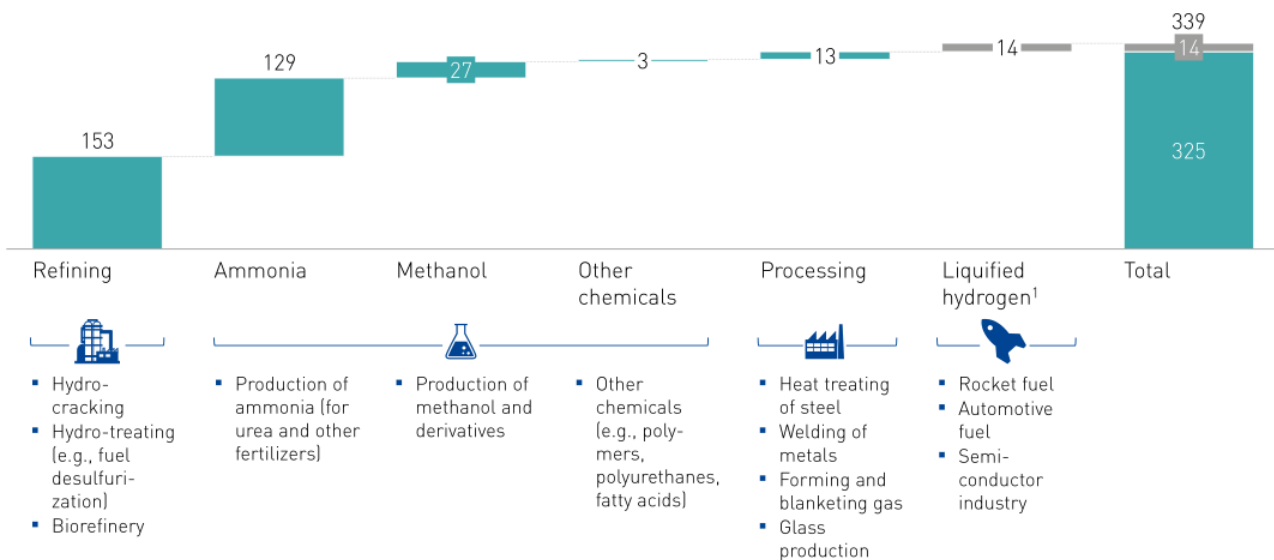 339
14
129
27
3
13
14
153
325
Refining
Ammonia
Methanol
Other
chemicals
Processing
Liquified
hydrogen¹
Total
▪ Hydro-
cracking
▪ Hydro-treating
(e.g., fuel
desulfuri-
zation)
▪ Biorefinery
▪ Production of
ammonia (for
urea and other
fertilizers)
▪ Production of
methanol and
derivatives
▪ Other
chemicals
(e.g., poly-
mers,
polyurethanes,
fatty acids)
▪ Heat treating
of steel
▪ Welding of
metals
▪ Forming and
blanketing gas
▪ Glass
production
▪ Rocket fuel
▪ Automotive
fuel
▪ Semi-
conductor
industry